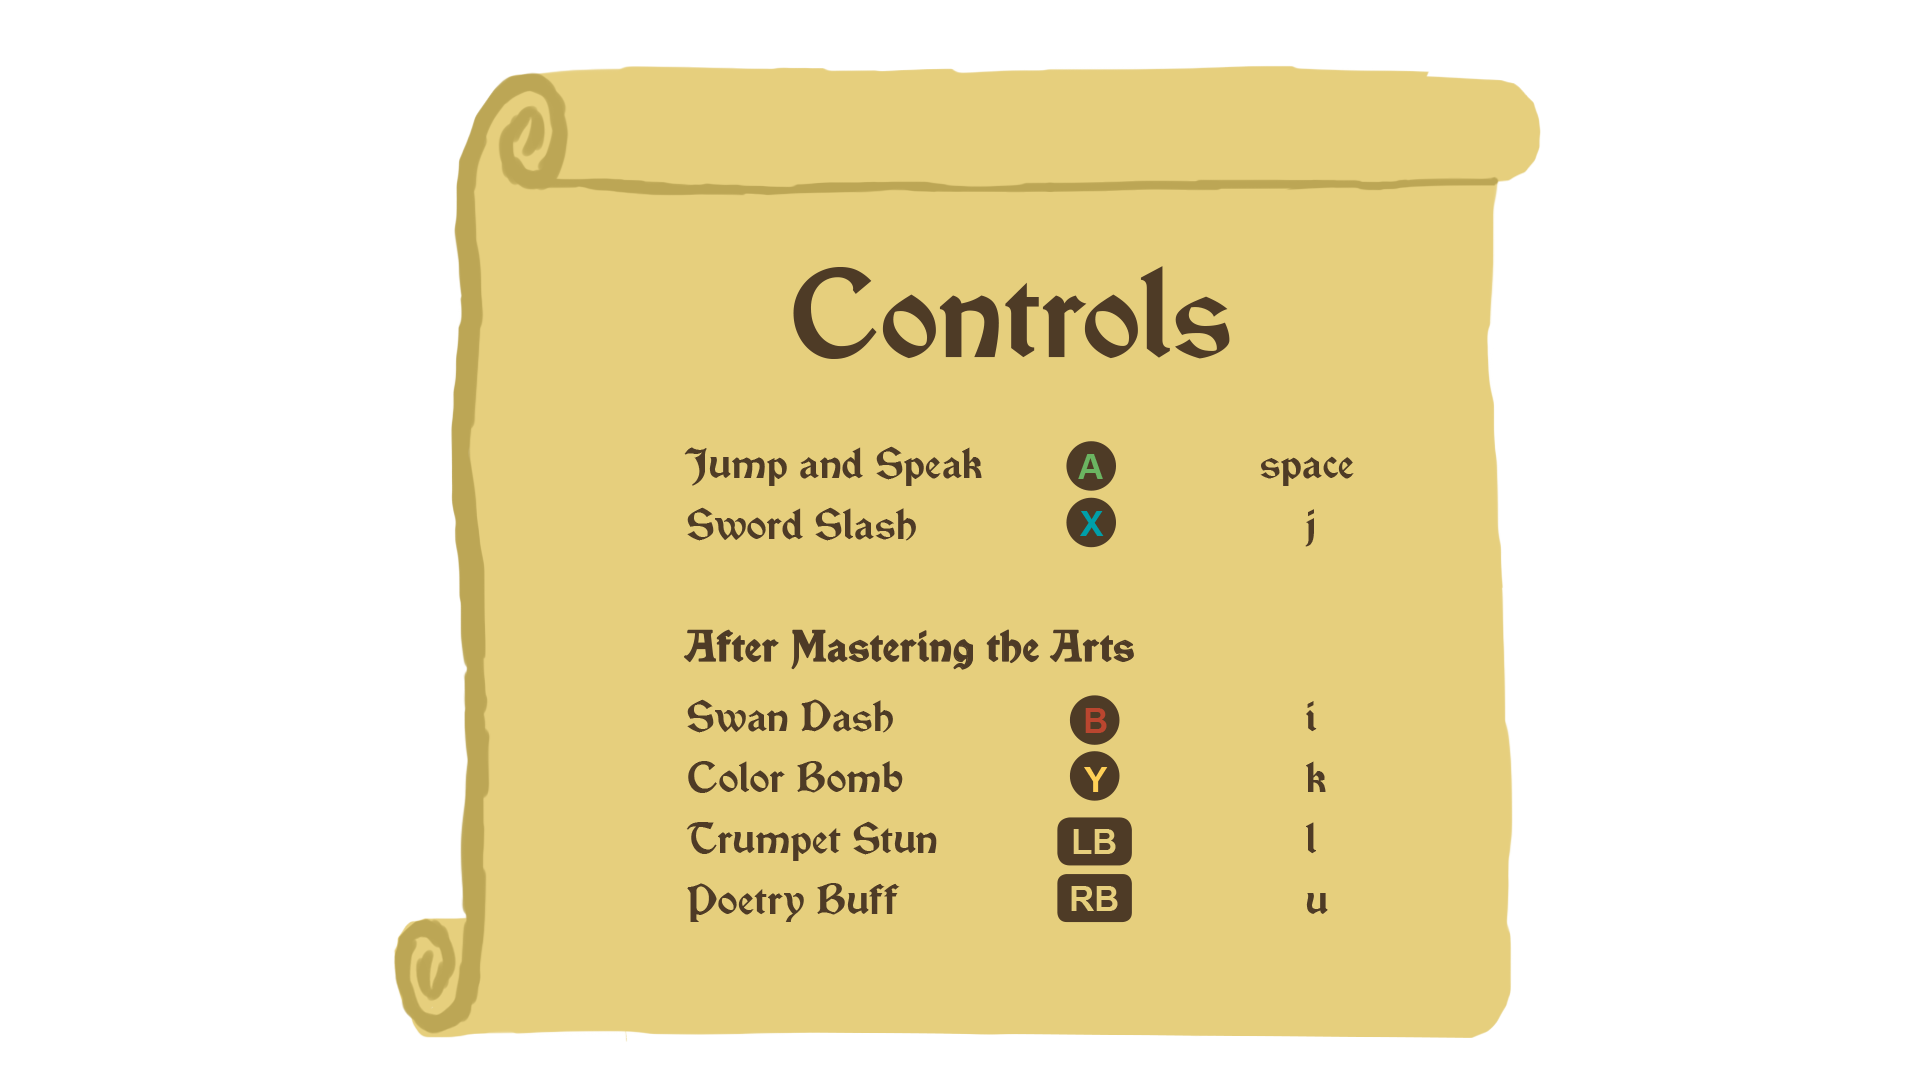 Controls
Jump and Speak A space
Sword Slash X j
After Mastering the Arts
Swan Dash B i
Color Bomb Y k
Trumpet Stun LB l
Poetry Buff RB u